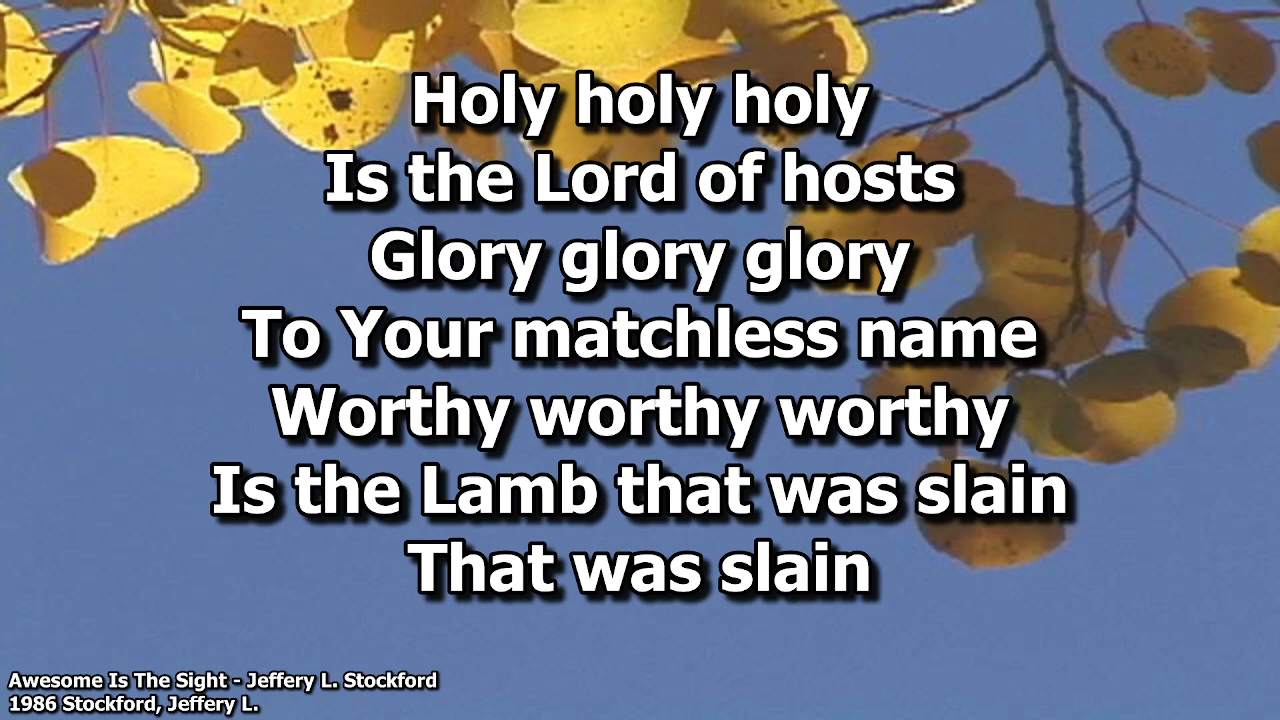 Holy holy holy
Is the Lord of hosts
Glory glory glory
To Your matchless name
Worthy worthy worthy
Is the Lamb that was slain
That was slain
Awesome Is The Sight - Jeffery L. Stockford
1986 Stockford, Jeffery L.